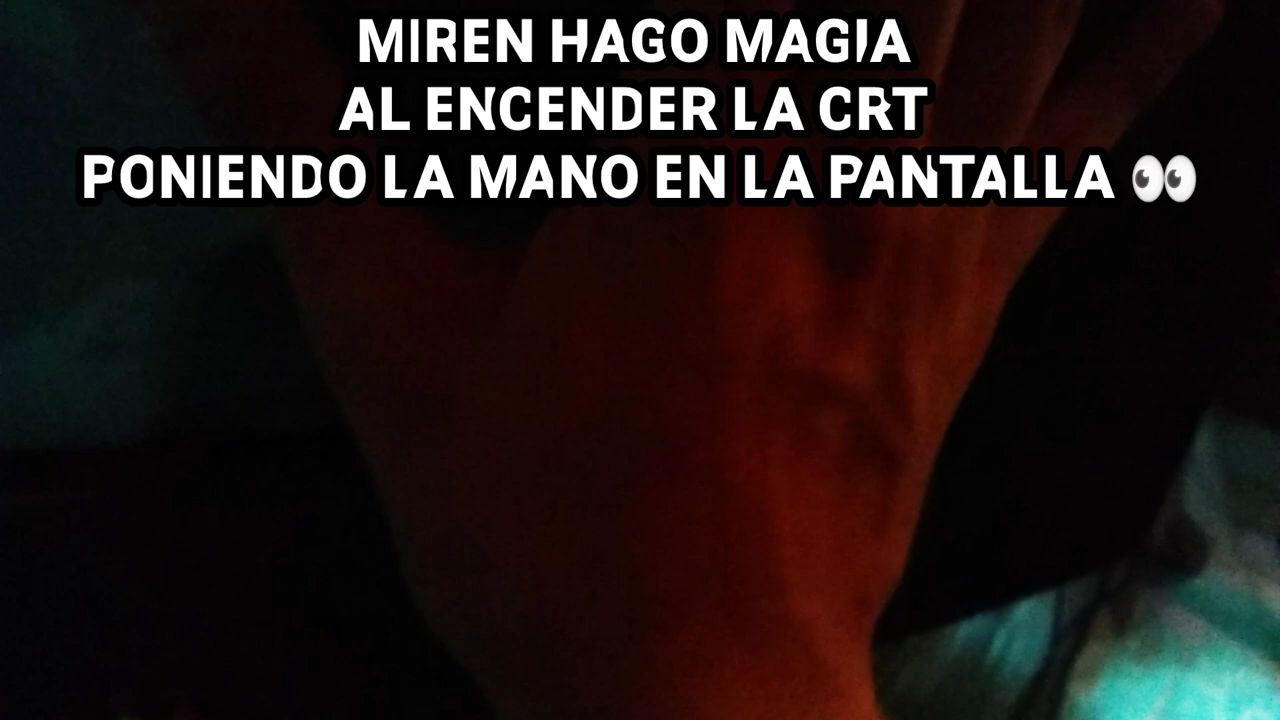 MIREN HAGO MAGIA
AL ENCENDER LA CRT
PONIENDO LA MANO EN LA PANTALLA 👀